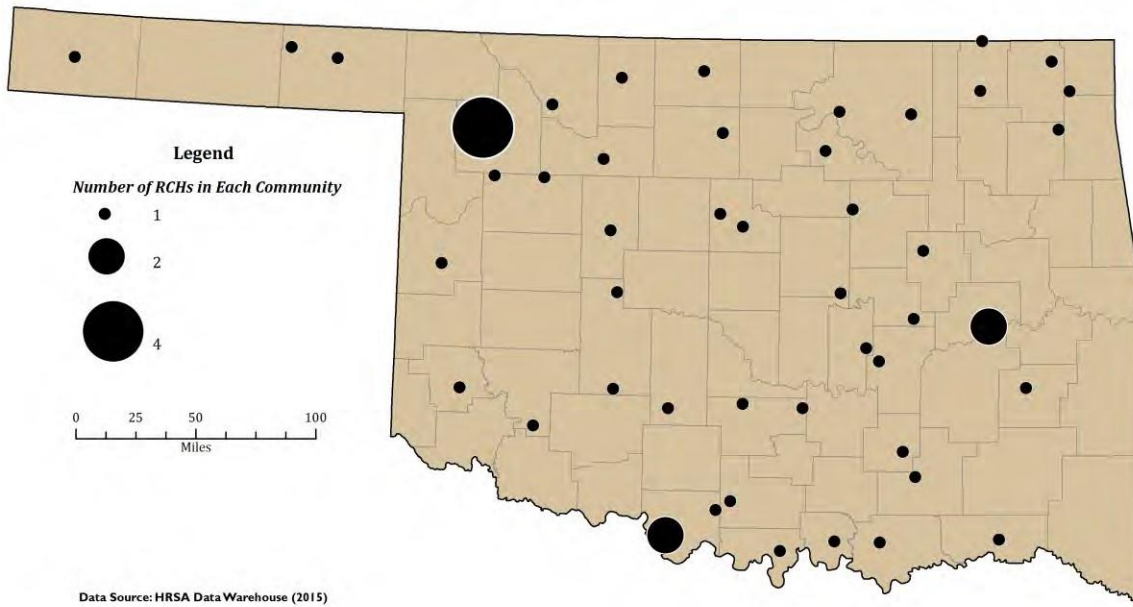 Legend
Number of RCHs in Each Community
1
2
4
0 25 50 100
Miles
Data Source: HRSA Data Warehouse (2015)